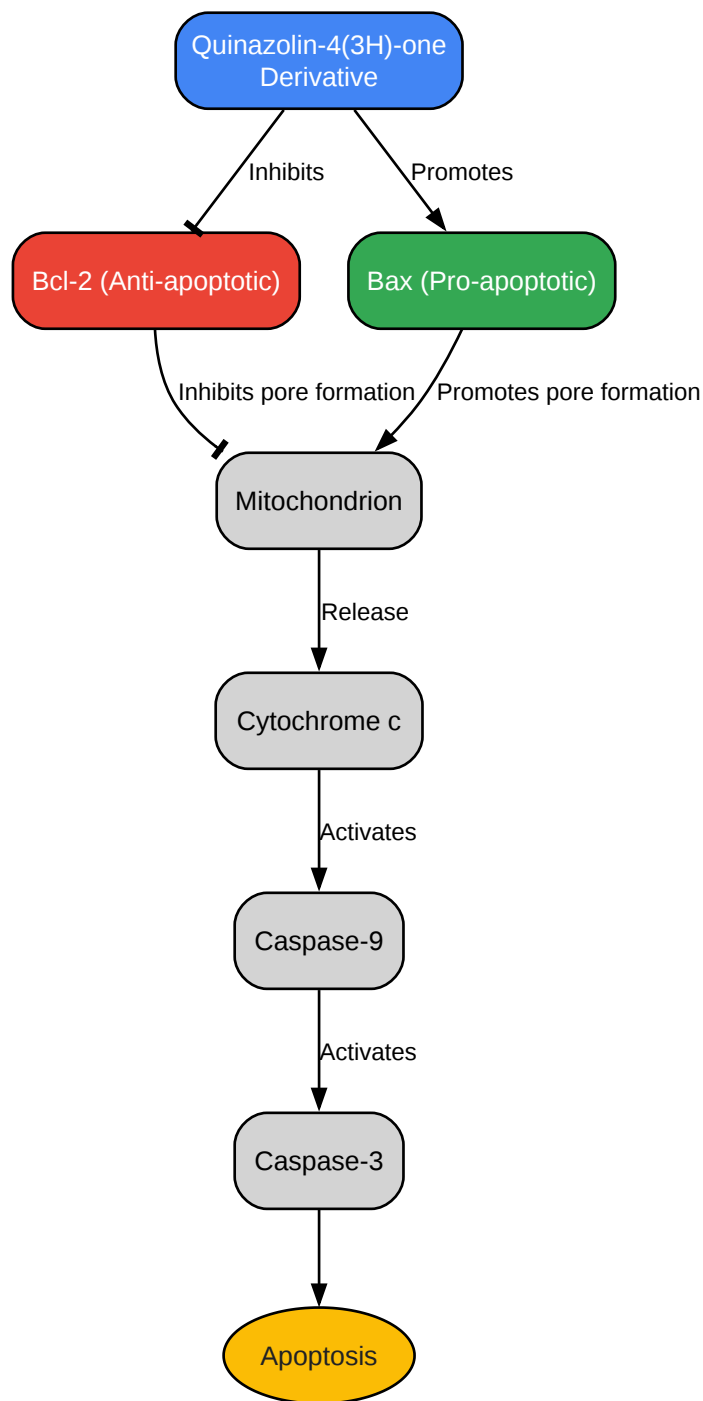 Quinazolin-4(3H)-one
Derivative
Inhibits
Promotes
Bcl-2 (Anti-apoptotic)
Bax (Pro-apoptotic)
Inhibits pore formation
Promotes pore formation
Mitochondrion
Release
Cytochrome c
Activates
Caspase-9
Activates
Caspase-3
Apoptosis